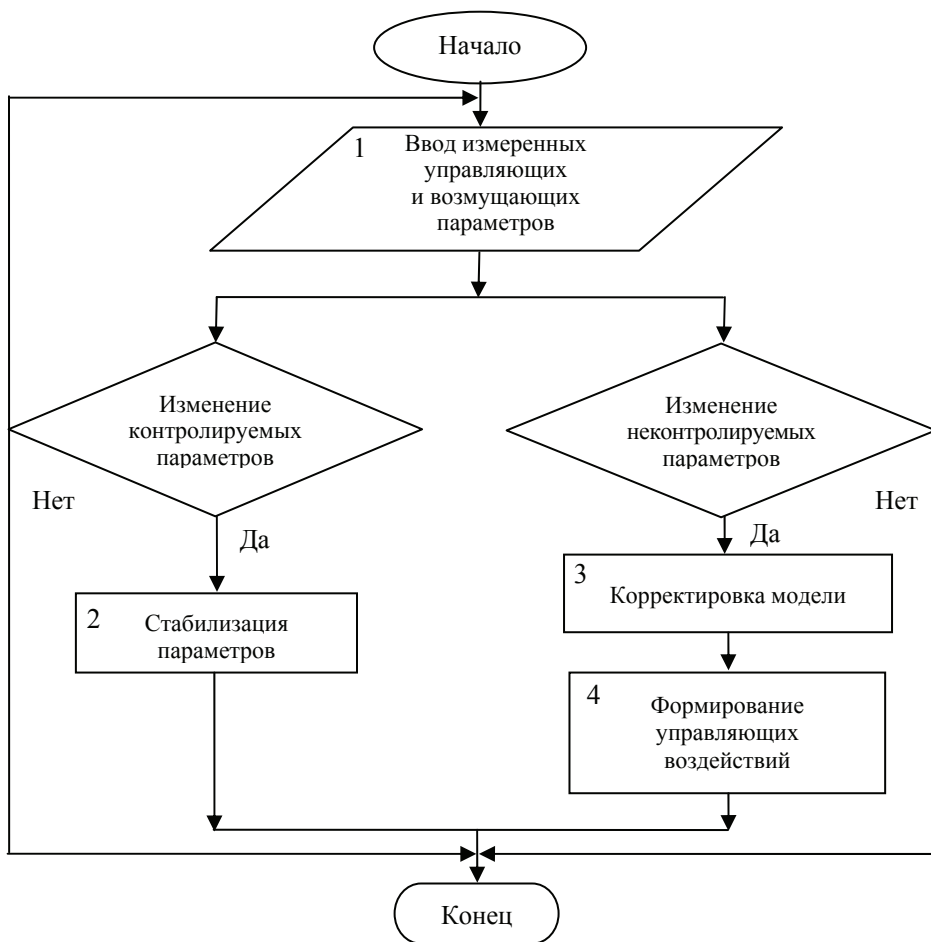 Начало
1
Ввод измеренных
управляющих
и возмущающих
параметров
Изменение
контролируемых
параметров
Изменение
неконтролируемых
параметров
Нет
Нет
Да
Да
2
Стабилизация
параметров
3
Корректировка модели
4
Формирование
управляющих
воздействий
Конец